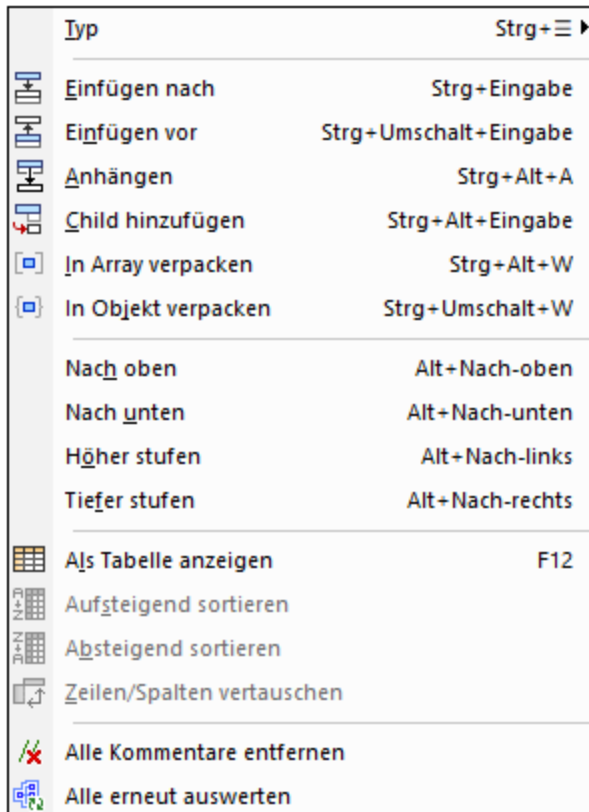 Typ Strg+☰
Einfügen nach Strg+Eingabe
Einfügen vor Strg+Umschalt+Eingabe
Anhängen Strg+Alt+A
Child hinzufügen Strg+Alt+Eingabe
In Array verpacken Strg+Alt+W
In Objekt verpacken Strg+Umschalt+W
Nach oben Alt+Nach-oben
Nach unten Alt+Nach-unten
Höher stufen Alt+Nach-links
Tiefer stufen Alt+Nach-rechts
Als Tabelle anzeigen F12
Aufsteigend sortieren
Absteigend sortieren
Zeilen/Spalten vertauschen
Alle Kommentare entfernen
Alle erneut auswerten